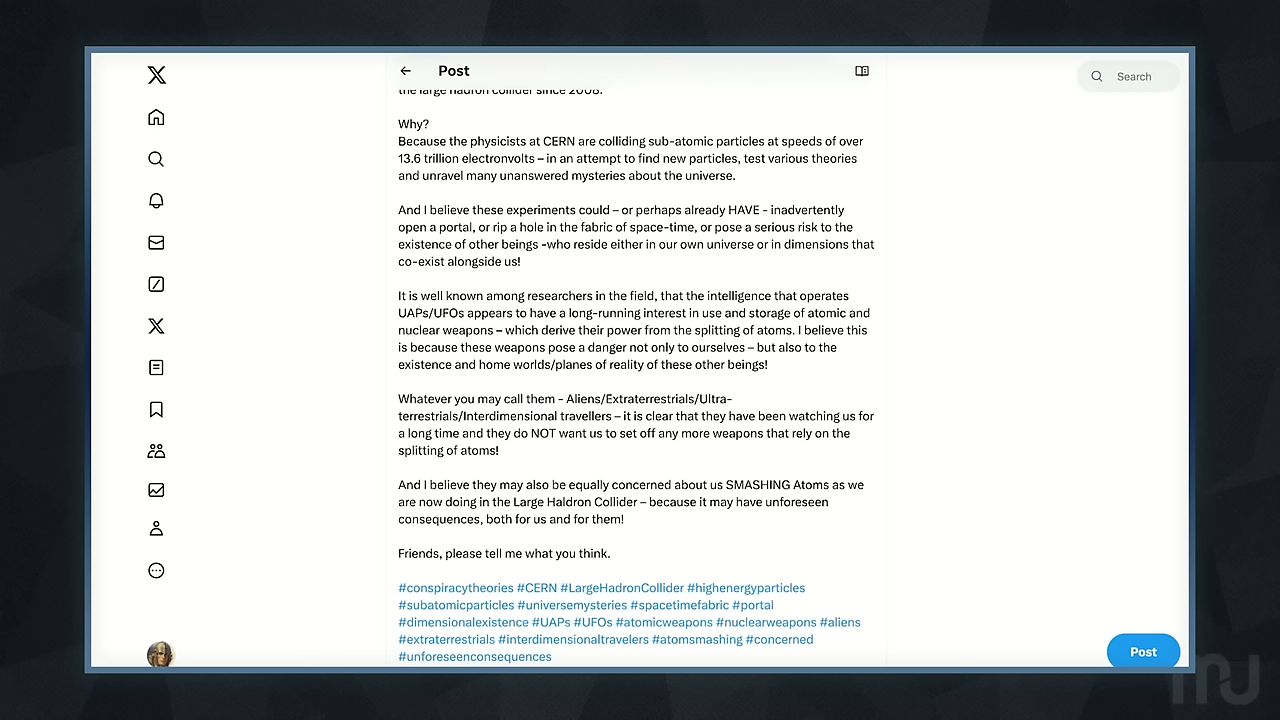 Post
Search
the large hadron collider since 2008.
Why?
Because the physicists at CERN are colliding sub-atomic particles at speeds of over
13.6 trillion electronvolts – in an attempt to find new particles, test various theories
and unravel many unanswered mysteries about the universe.
And I believe these experiments could – or perhaps already HAVE - inadvertently
open a portal, or rip a hole in the fabric of space-time, or pose a serious risk to the
existence of other beings -who reside either in our own universe or in dimensions that
co-exist alongside us!
It is well known among researchers in the field, that the intelligence that operates
UAPs/UFOs appears to have a long-running interest in use and storage of atomic and
nuclear weapons – which derive their power from the splitting of atoms. I believe this
is because these weapons pose a danger not only to ourselves – but also to the
existence and home worlds/planes of reality of these other beings!
Whatever you may call them - Aliens/Extraterrestrials/Ultra-
terrestrials/Interdimensional travellers – it is clear that they have been watching us for
a long time and they do NOT want us to set off any more weapons that rely on the
splitting of atoms!
And I believe they may also be equally concerned about us SMASHING Atoms as we
are now doing in the Large Haldron Collider – because it may have unforeseen
consequences, both for us and for them!
Friends, please tell me what you think.
#conspiracytheories #CERN #LargeHadronCollider #highenergyparticles
#subatomicparticles #universemysteries #spacetimefabric #portal
#dimensionalexistence #UAPs #UFOs #atomicweapons #nuclearweapons #aliens
#extraterrestrials #interdimensionaltravelers #atomsmashing #concerned
#unforeseenconsequences
Post